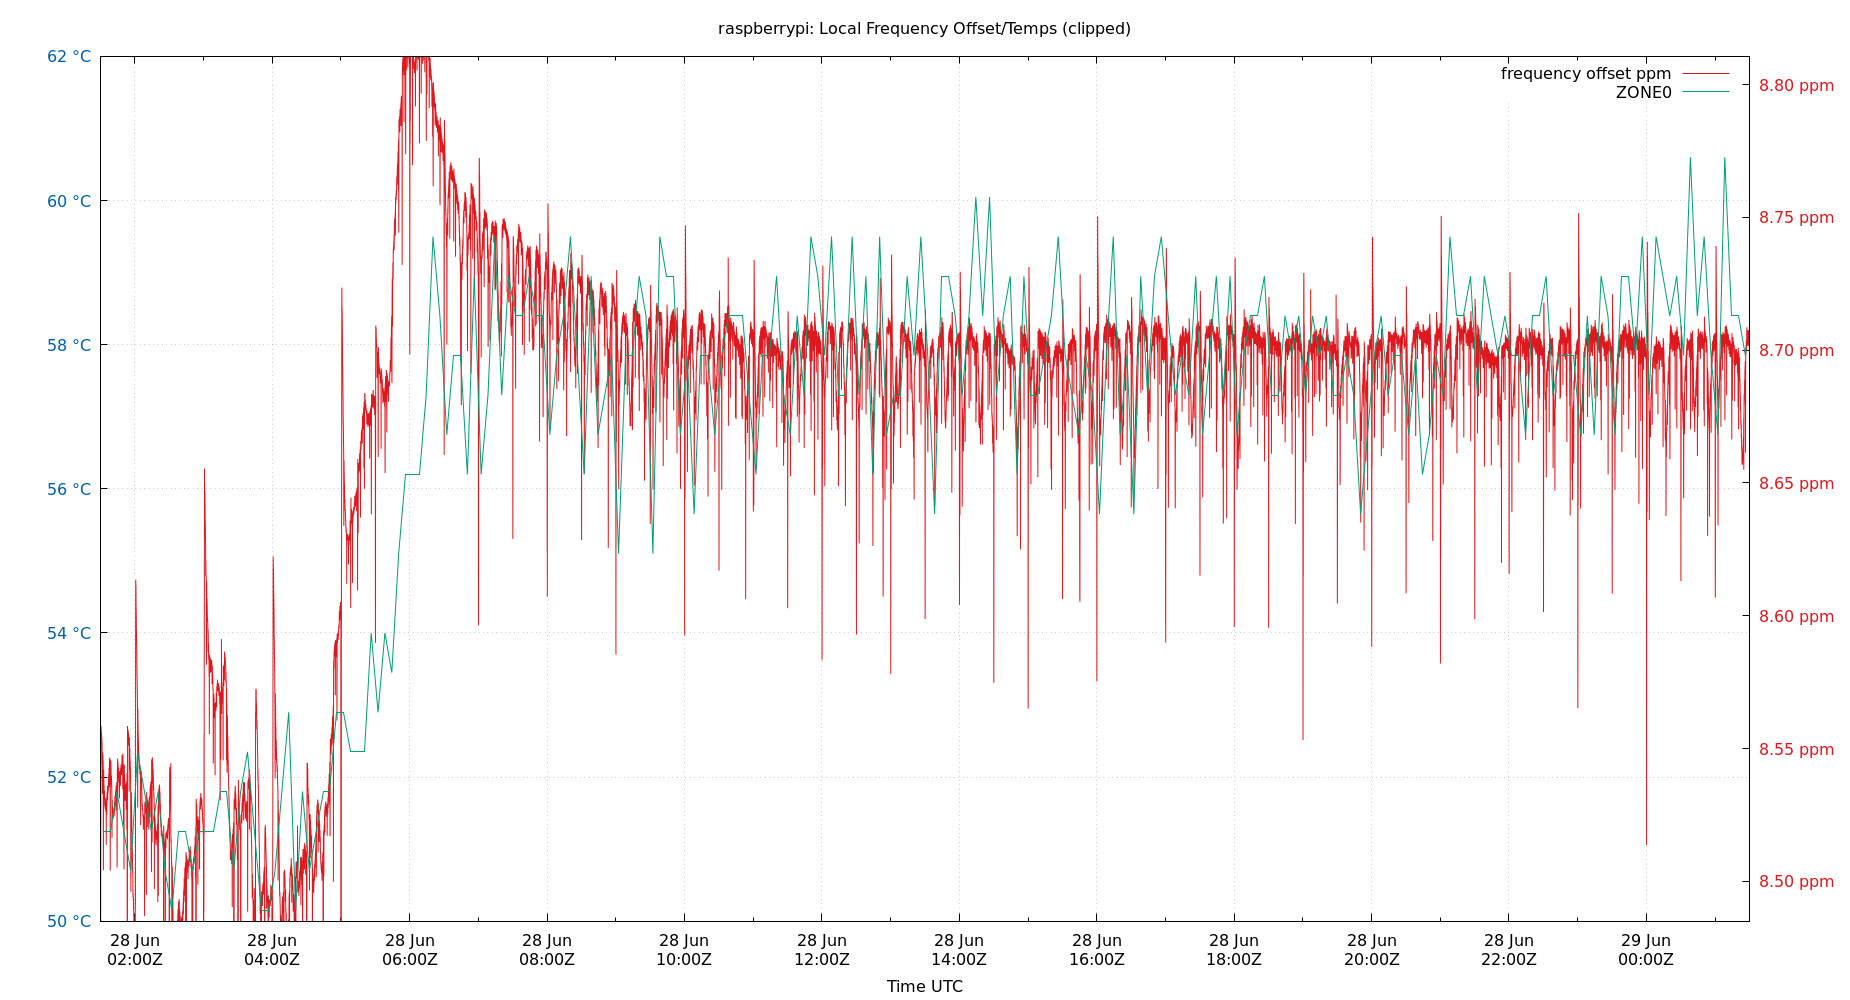 raspberrypi: Local Frequency Offset/Temps (clipped)
62 °C
60 °C
58 °C
56 °C
54 °C
52 °C
50 °C
frequency offset ppm
ZONE0
8.80 ppm
8.75 ppm
8.70 ppm
8.65 ppm
8.60 ppm
8.55 ppm
8.50 ppm
28 Jun 28 Jun 28 Jun 28 Jun 28 Jun 28 Jun 28 Jun 28 Jun 28 Jun 28 Jun 28 Jun 29 Jun
02:00Z 04:00Z 06:00Z 08:00Z 10:00Z 12:00Z 14:00Z 16:00Z 18:00Z 20:00Z 22:00Z 00:00Z
Time UTC